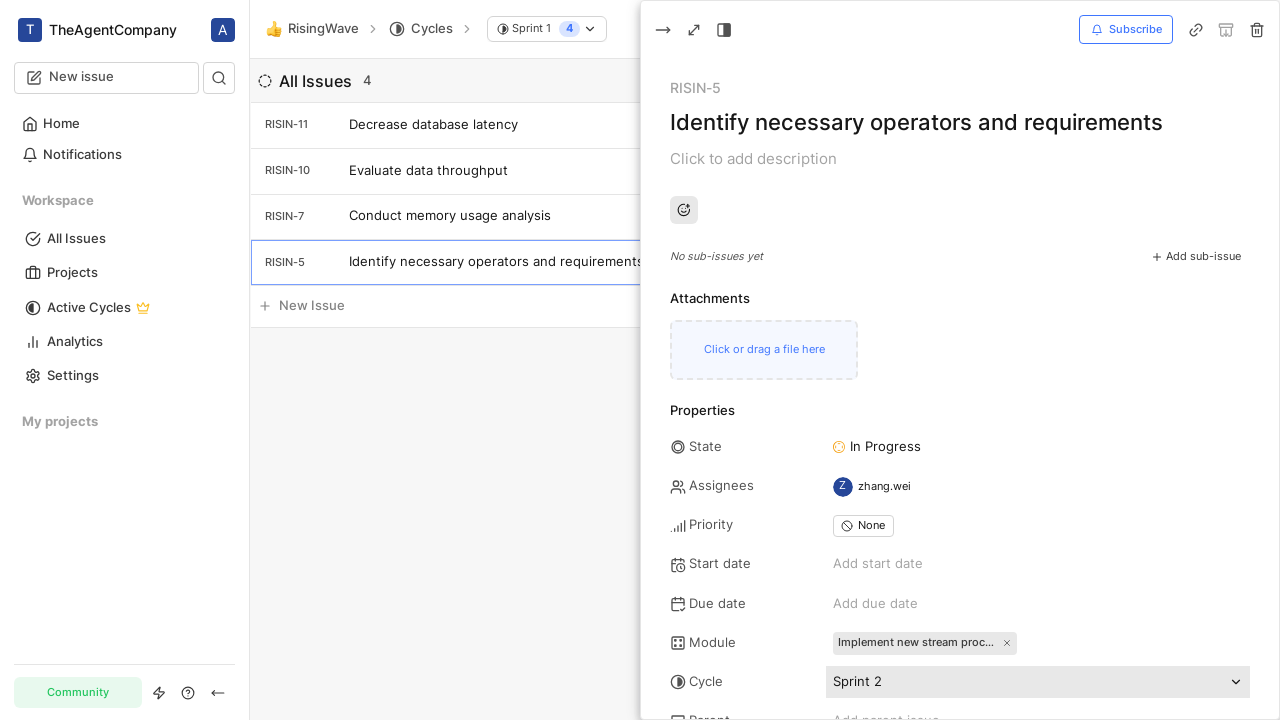 T TheAgentCompany A
New issue
Home
Notifications
Workspace
All Issues
Projects
Active Cycles
Analytics
Settings
My projects
Community
👍 RisingWave
Cycles
Sprint 1 4
All Issues 4
RISIN-11 Decrease database latency
RISIN-10 Evaluate data throughput
RISIN-7 Conduct memory usage analysis
RISIN-5 Identify necessary operators and requirements
New Issue
Subscribe
RISIN-5
Identify necessary operators and requirements
Click to add description
No sub-issues yet
Add sub-issue
Attachments
Click or drag a file here
Properties
State In Progress
Assignees Z zhang.wei
Priority None
Start date Add start date
Due date Add due date
Module Implement new stream proc...
Cycle Sprint 2
Parent Add parent issue